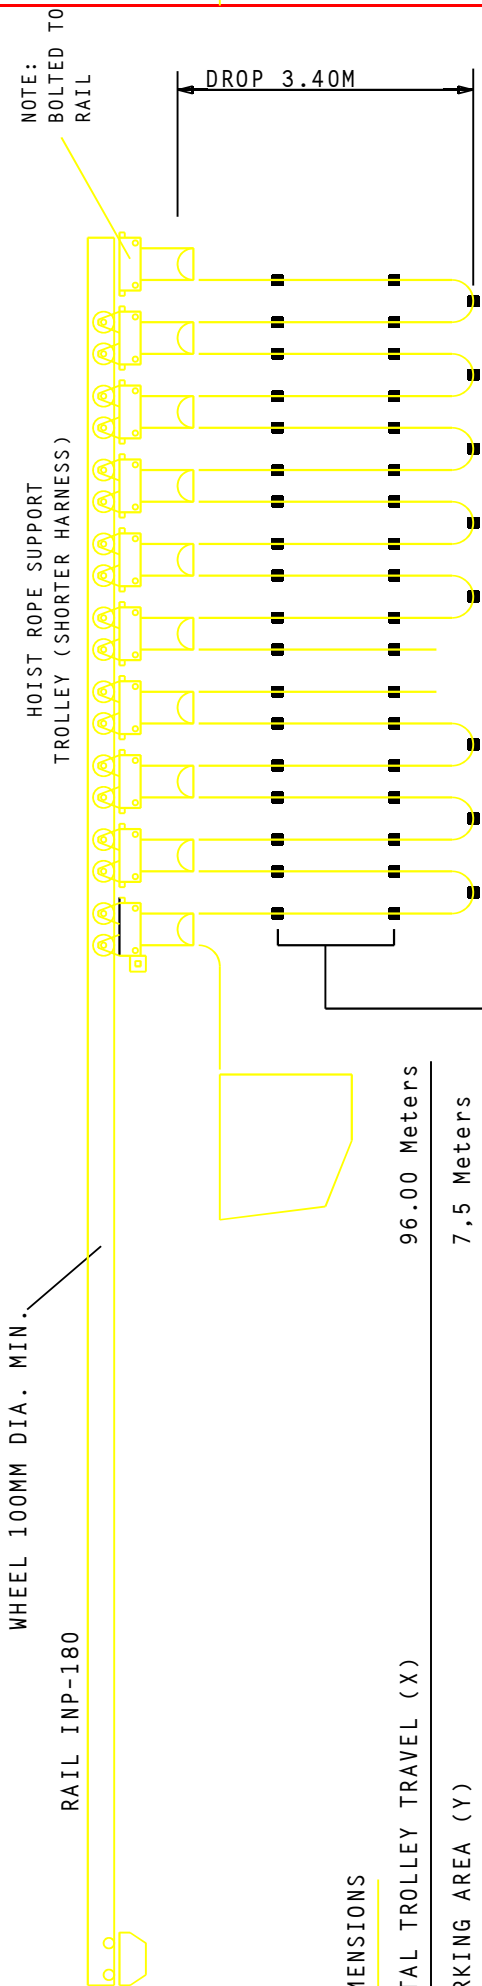 NOTE:
BOLTED TO
RAIL
DROP 3.40M
HOIST ROPE SUPPORT
TROLLEY (SHORTER HARNESS)
WHEEL 100MM DIA. MIN.
RAIL INP-180
MENSIONS
TAL TROLLEY TRAVEL (X) 96.00 Meters
RKING AREA (Y) 7,5 Meters